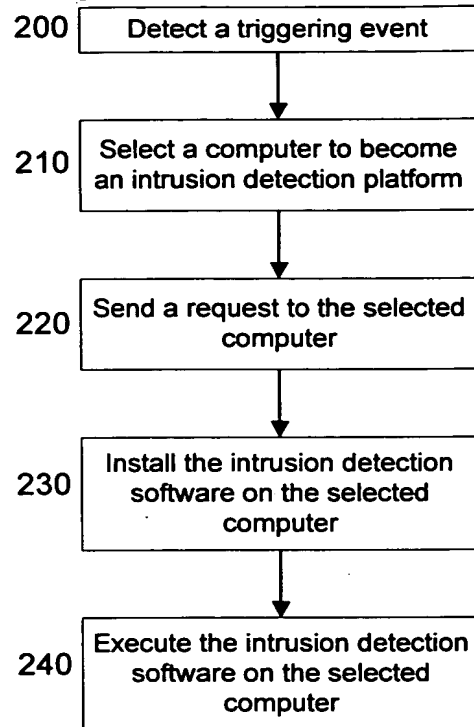 200 Detect a triggering event
210 Select a computer to become
an intrusion detection platform
220 Send a request to the selected
computer
230 Install the intrusion detection
software on the selected
computer
240 Execute the intrusion detection
software on the selected
computer